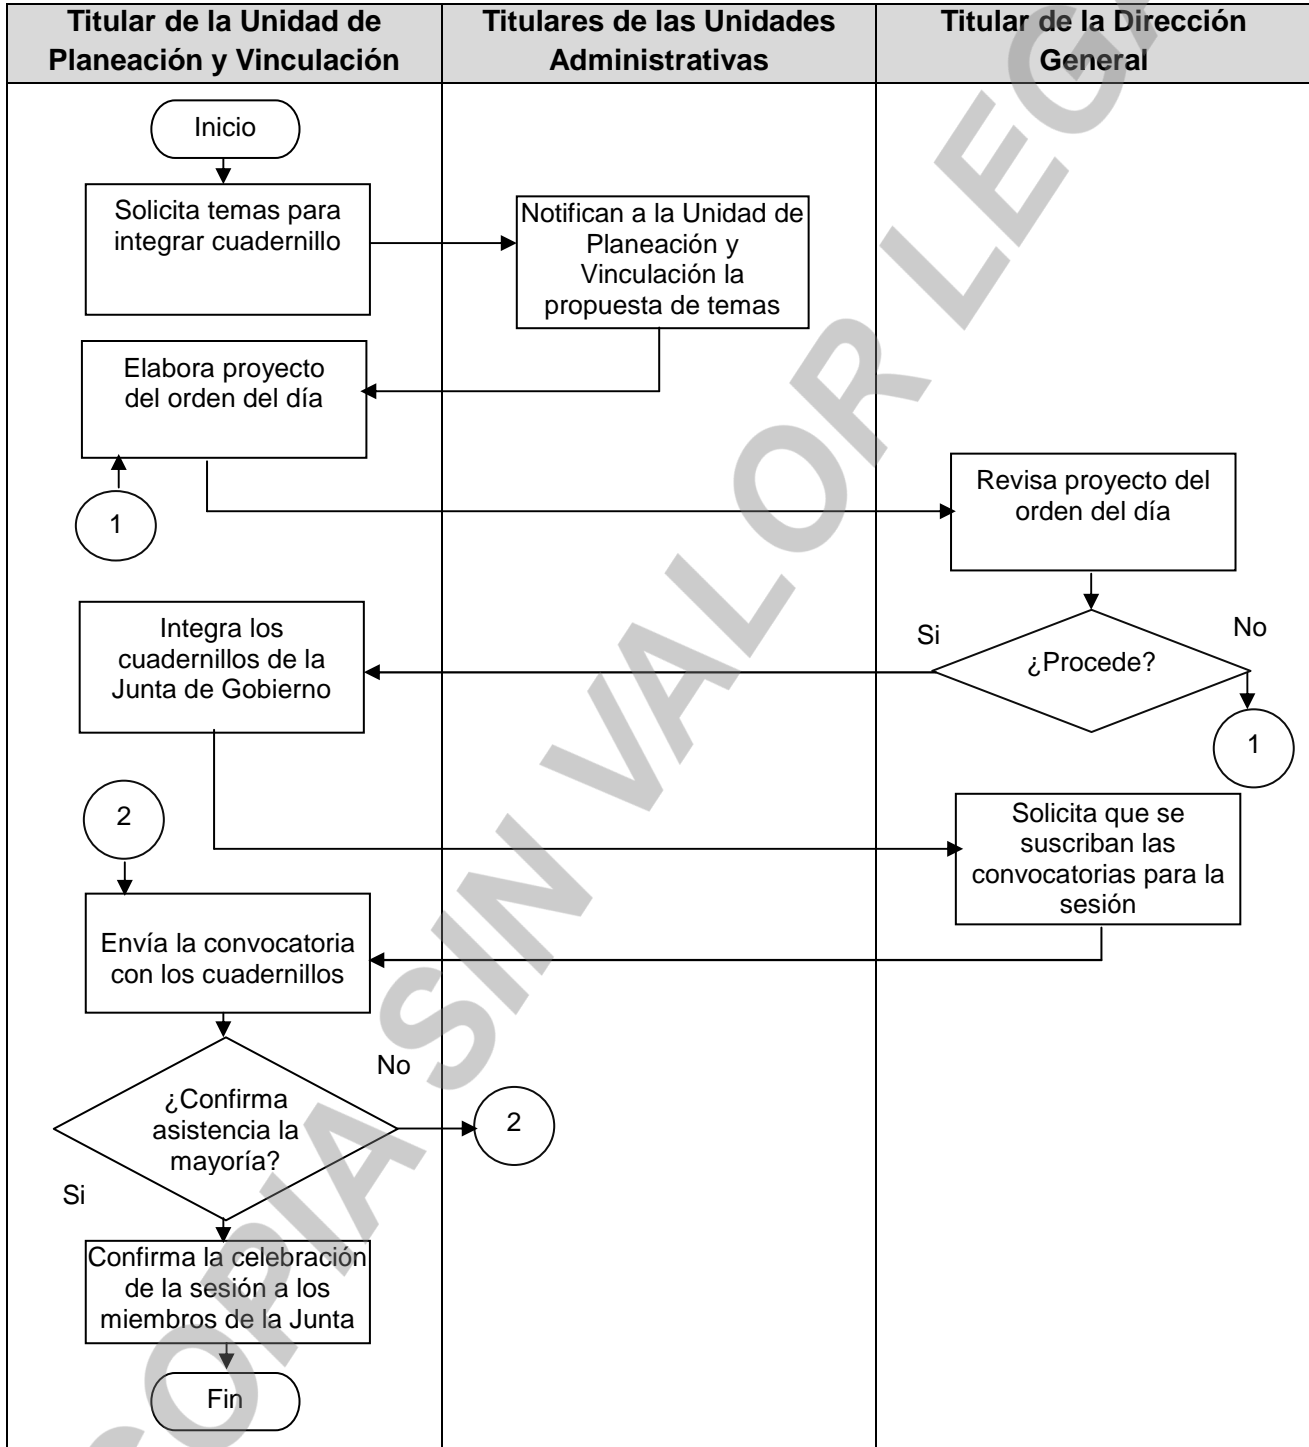 Titular de la Unidad de
Planeación y Vinculación
Titulares de las Unidades
Administrativas
Titular de la Dirección
General
Inicio
Solicita temas para
integrar cuadernillo
Notifican a la Unidad de
Planeación y
Vinculación la
propuesta de temas
Elabora proyecto
del orden del día
1
Revisa proyecto del
orden del día
Integra los
cuadernillos de la
Junta de Gobierno
Si
¿Procede?
No
1
2
Solicita que se
suscriban las
convocatorias para la
sesión
Envía la convocatoria
con los cuadernillos
No
¿Confirma
asistencia la
mayoría?
2
Si
Confirma la celebración
de la sesión a los
miembros de la Junta
Fin
COPIA SIN VALOR LEGA